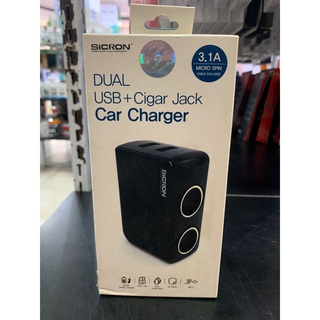 SiCRON
3.1A
MICRO 5PIN
CABLE INCLUDED
DUAL
USB+Cigar Jack
Car Charger
SICRON